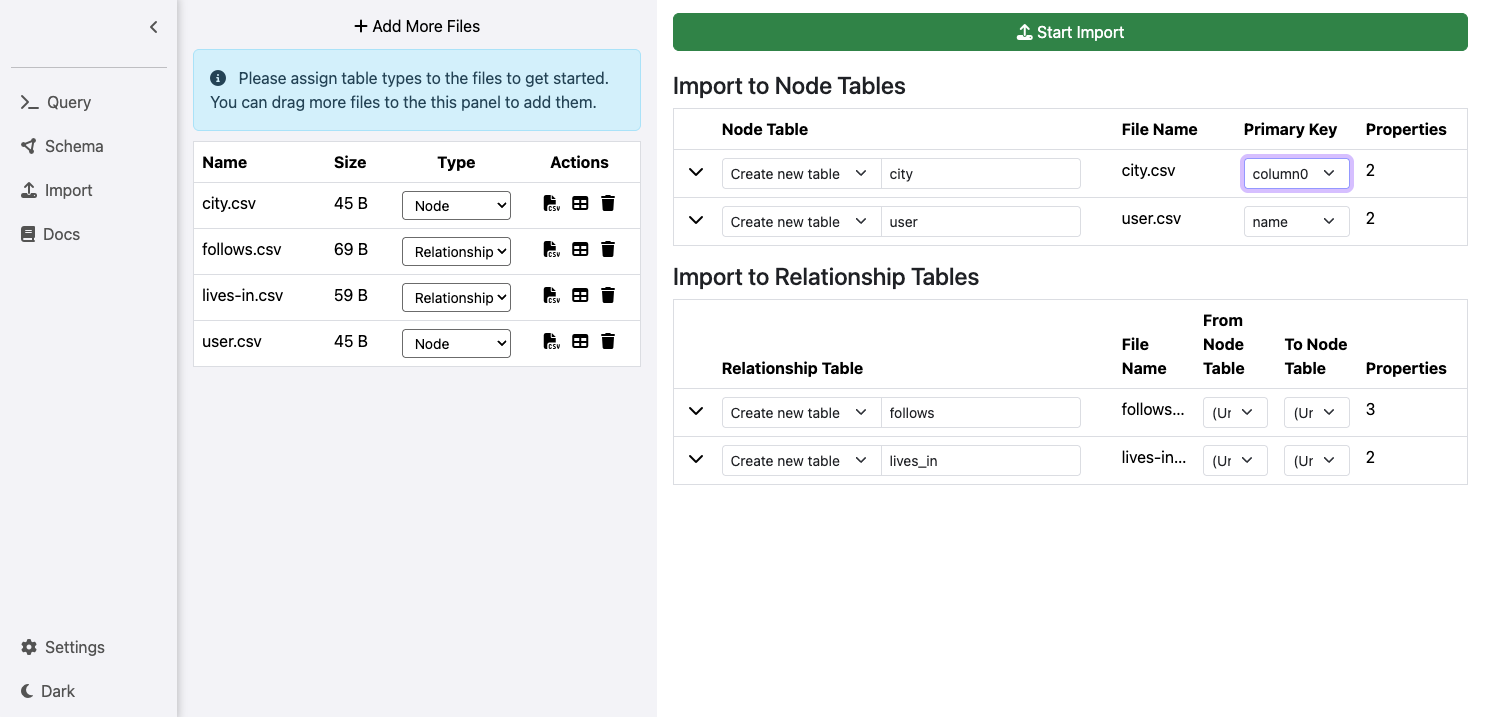 Query
Schema
Import
Docs
Settings
Dark
Add More Files
Please assign table types to the files to get started.
You can drag more files to the this panel to add them.
Name Size Type Actions
city.csv 45 B Node CSV
follows.csv 69 B Relationship CSV
lives-in.csv 59 B Relationship CSV
user.csv 45 B Node CSV
Start Import
Import to Node Tables
Node Table File Name Primary Key Properties
Create new table city city.csv column0 2
Create new table user user.csv name 2
Import to Relationship Tables
Relationship Table File Name From Node Table To Node Table Properties
Create new table follows follows... (Ur (Ur 3
Create new table lives_in lives-in... (Ur (Ur 2